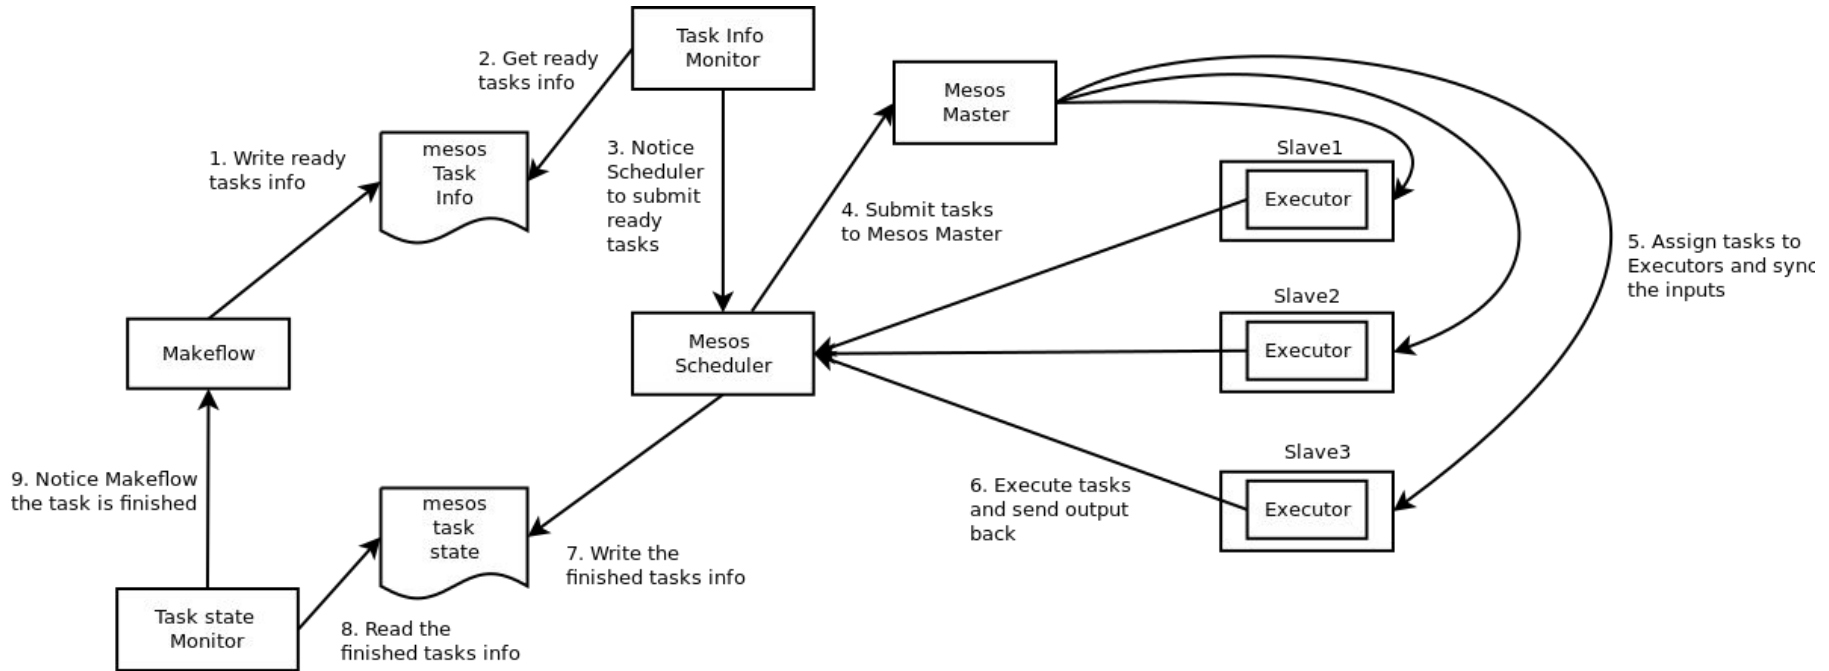 Task Info
Monitor
2. Get ready
tasks info
Mesos
Master
mesos
Task
Info
1. Write ready
tasks info
3. Notice
Scheduler
to submit
ready
tasks
Slave1
Executor
4. Submit tasks
to Mesos Master
5. Assign tasks to
Executors and sync
the inputs
Slave2
Executor
Makeflow
Mesos
Scheduler
Slave3
Executor
6. Execute tasks
and send output
back
9. Notice Makeflow
the task is finished
mesos
task
state
7. Write the
finished tasks info
Task state
Monitor
8. Read the
finished tasks info